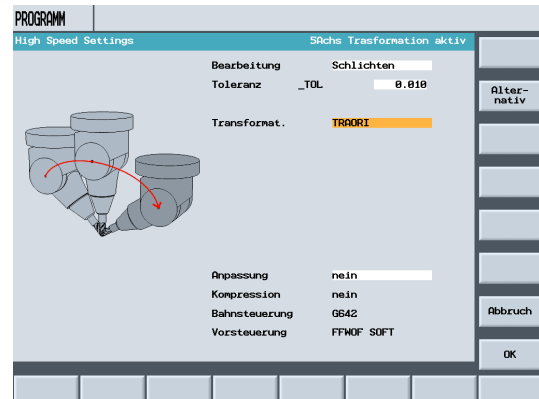 PROGRAMM
High Speed Settings 5Achs Trasformation aktiv
Bearbeitung Schlichten
Toleranz _TOL 0.010
Alter-
nativ
Transformat. TRAORI
Anpassung nein
Kompression nein
Bahnsteuerung G642
Abbruch
Vorsteuerung FFWOF SOFT
OK